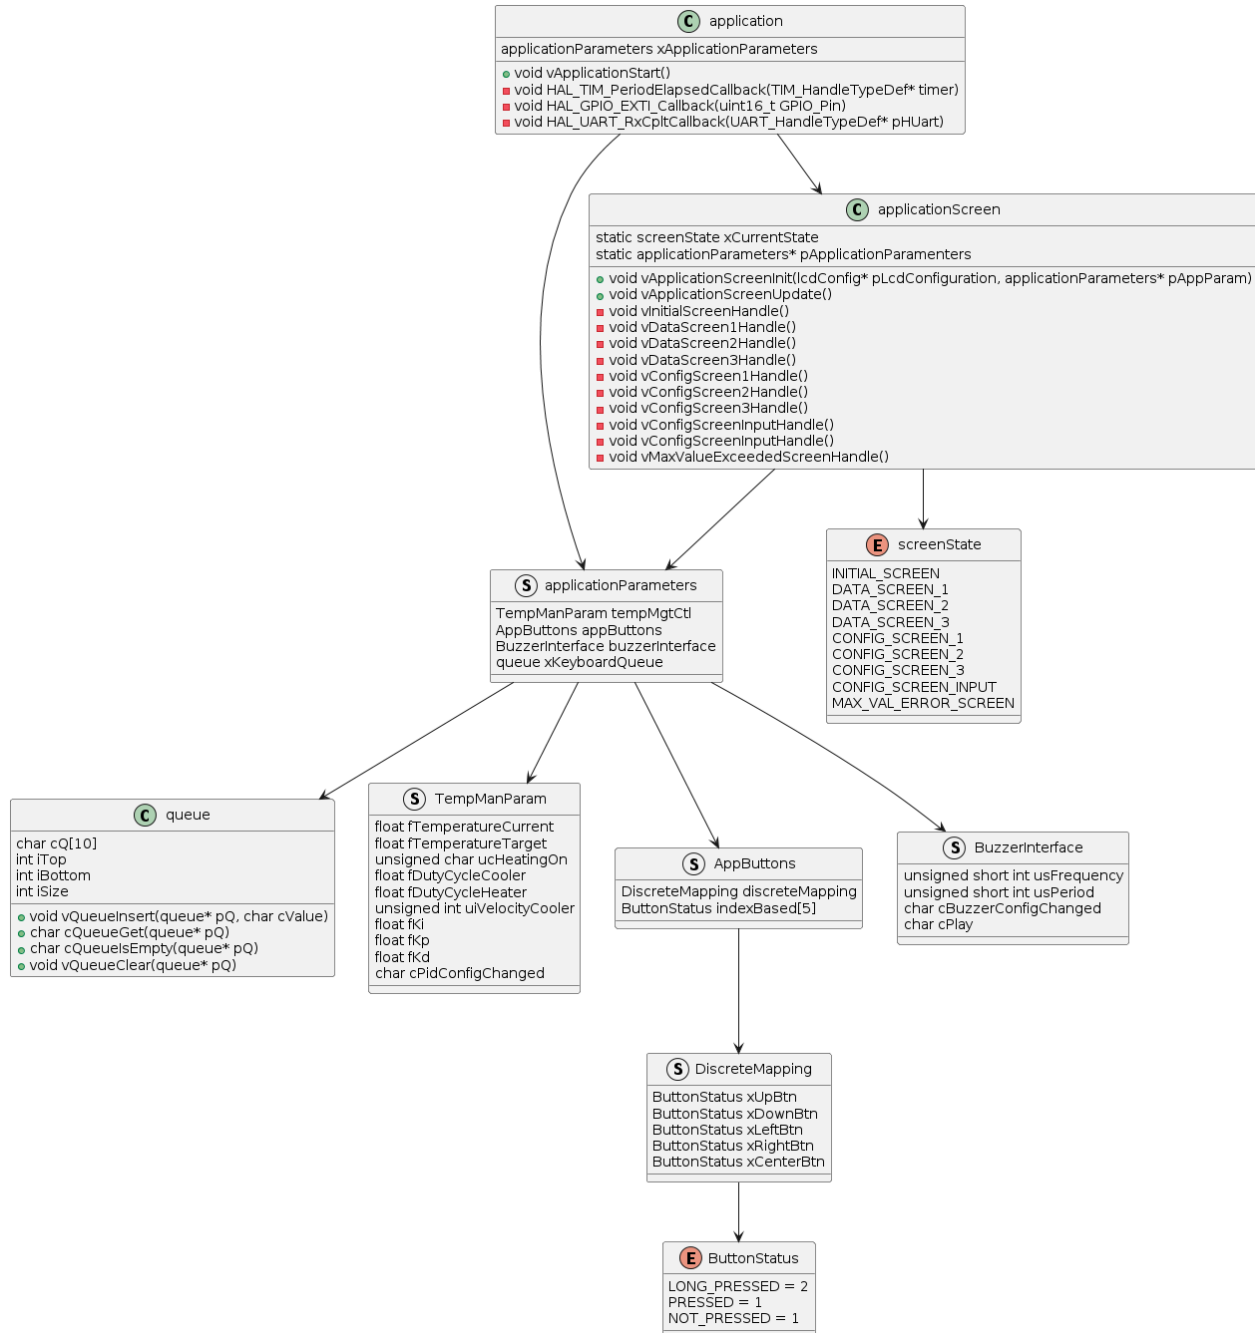 C application
applicationParameters xApplicationParameters
void vApplicationStart()
void HAL_TIM_PeriodElapsedCallback(TIM_HandleTypeDef* timer)
void HAL_GPIO_EXTI_Callback(uint16_t GPIO_Pin)
void HAL_UART_RxCpltCallback(UART_HandleTypeDef* pHUart)
C applicationScreen
static screenState xCurrentState
static applicationParameters* pApplicationParamenters
void vApplicationScreenInit(lcdConfig* pLcdConfiguration, applicationParameters* pAppParam)
void vApplicationScreenUpdate()
void vInitialScreenHandle()
void vDataScreen1Handle()
void vDataScreen2Handle()
void vDataScreen3Handle()
void vConfigScreen1Handle()
void vConfigScreen2Handle()
void vConfigScreen3Handle()
void vConfigScreenInputHandle()
void vConfigScreenInputHandle()
void vMaxValueExceededScreenHandle()
S applicationParameters
TempManParam tempMgtCtl
AppButtons appButtons
BuzzerInterface buzzerInterface
queue xKeyboardQueue
E screenState
INITIAL_SCREEN
DATA_SCREEN_1
DATA_SCREEN_2
DATA_SCREEN_3
CONFIG_SCREEN_1
CONFIG_SCREEN_2
CONFIG_SCREEN_3
CONFIG_SCREEN_INPUT
MAX_VAL_ERROR_SCREEN
C queue
char cQ[10]
int iTop
int iBottom
int iSize
void vQueueInsert(queue* pQ, char cValue)
char cQueueGet(queue* pQ)
char cQueueIsEmpty(queue* pQ)
void vQueueClear(queue* pQ)
S TempManParam
float fTemperatureCurrent
float fTemperatureTarget
unsigned char ucHeatingOn
float fDutyCycleCooler
float fDutyCycleHeater
unsigned int uiVelocityCooler
float fKi
float fKp
float fKd
char cPidConfigChanged
S AppButtons
DiscreteMapping discreteMapping
ButtonStatus indexBased[5]
S BuzzerInterface
unsigned short int usFrequency
unsigned short int usPeriod
char cBuzzerConfigChanged
char cPlay
S DiscreteMapping
ButtonStatus xUpBtn
ButtonStatus xDownBtn
ButtonStatus xLeftBtn
ButtonStatus xRightBtn
ButtonStatus xCenterBtn
E ButtonStatus
LONG_PRESSED = 2
PRESSED = 1
NOT_PRESSED = 1